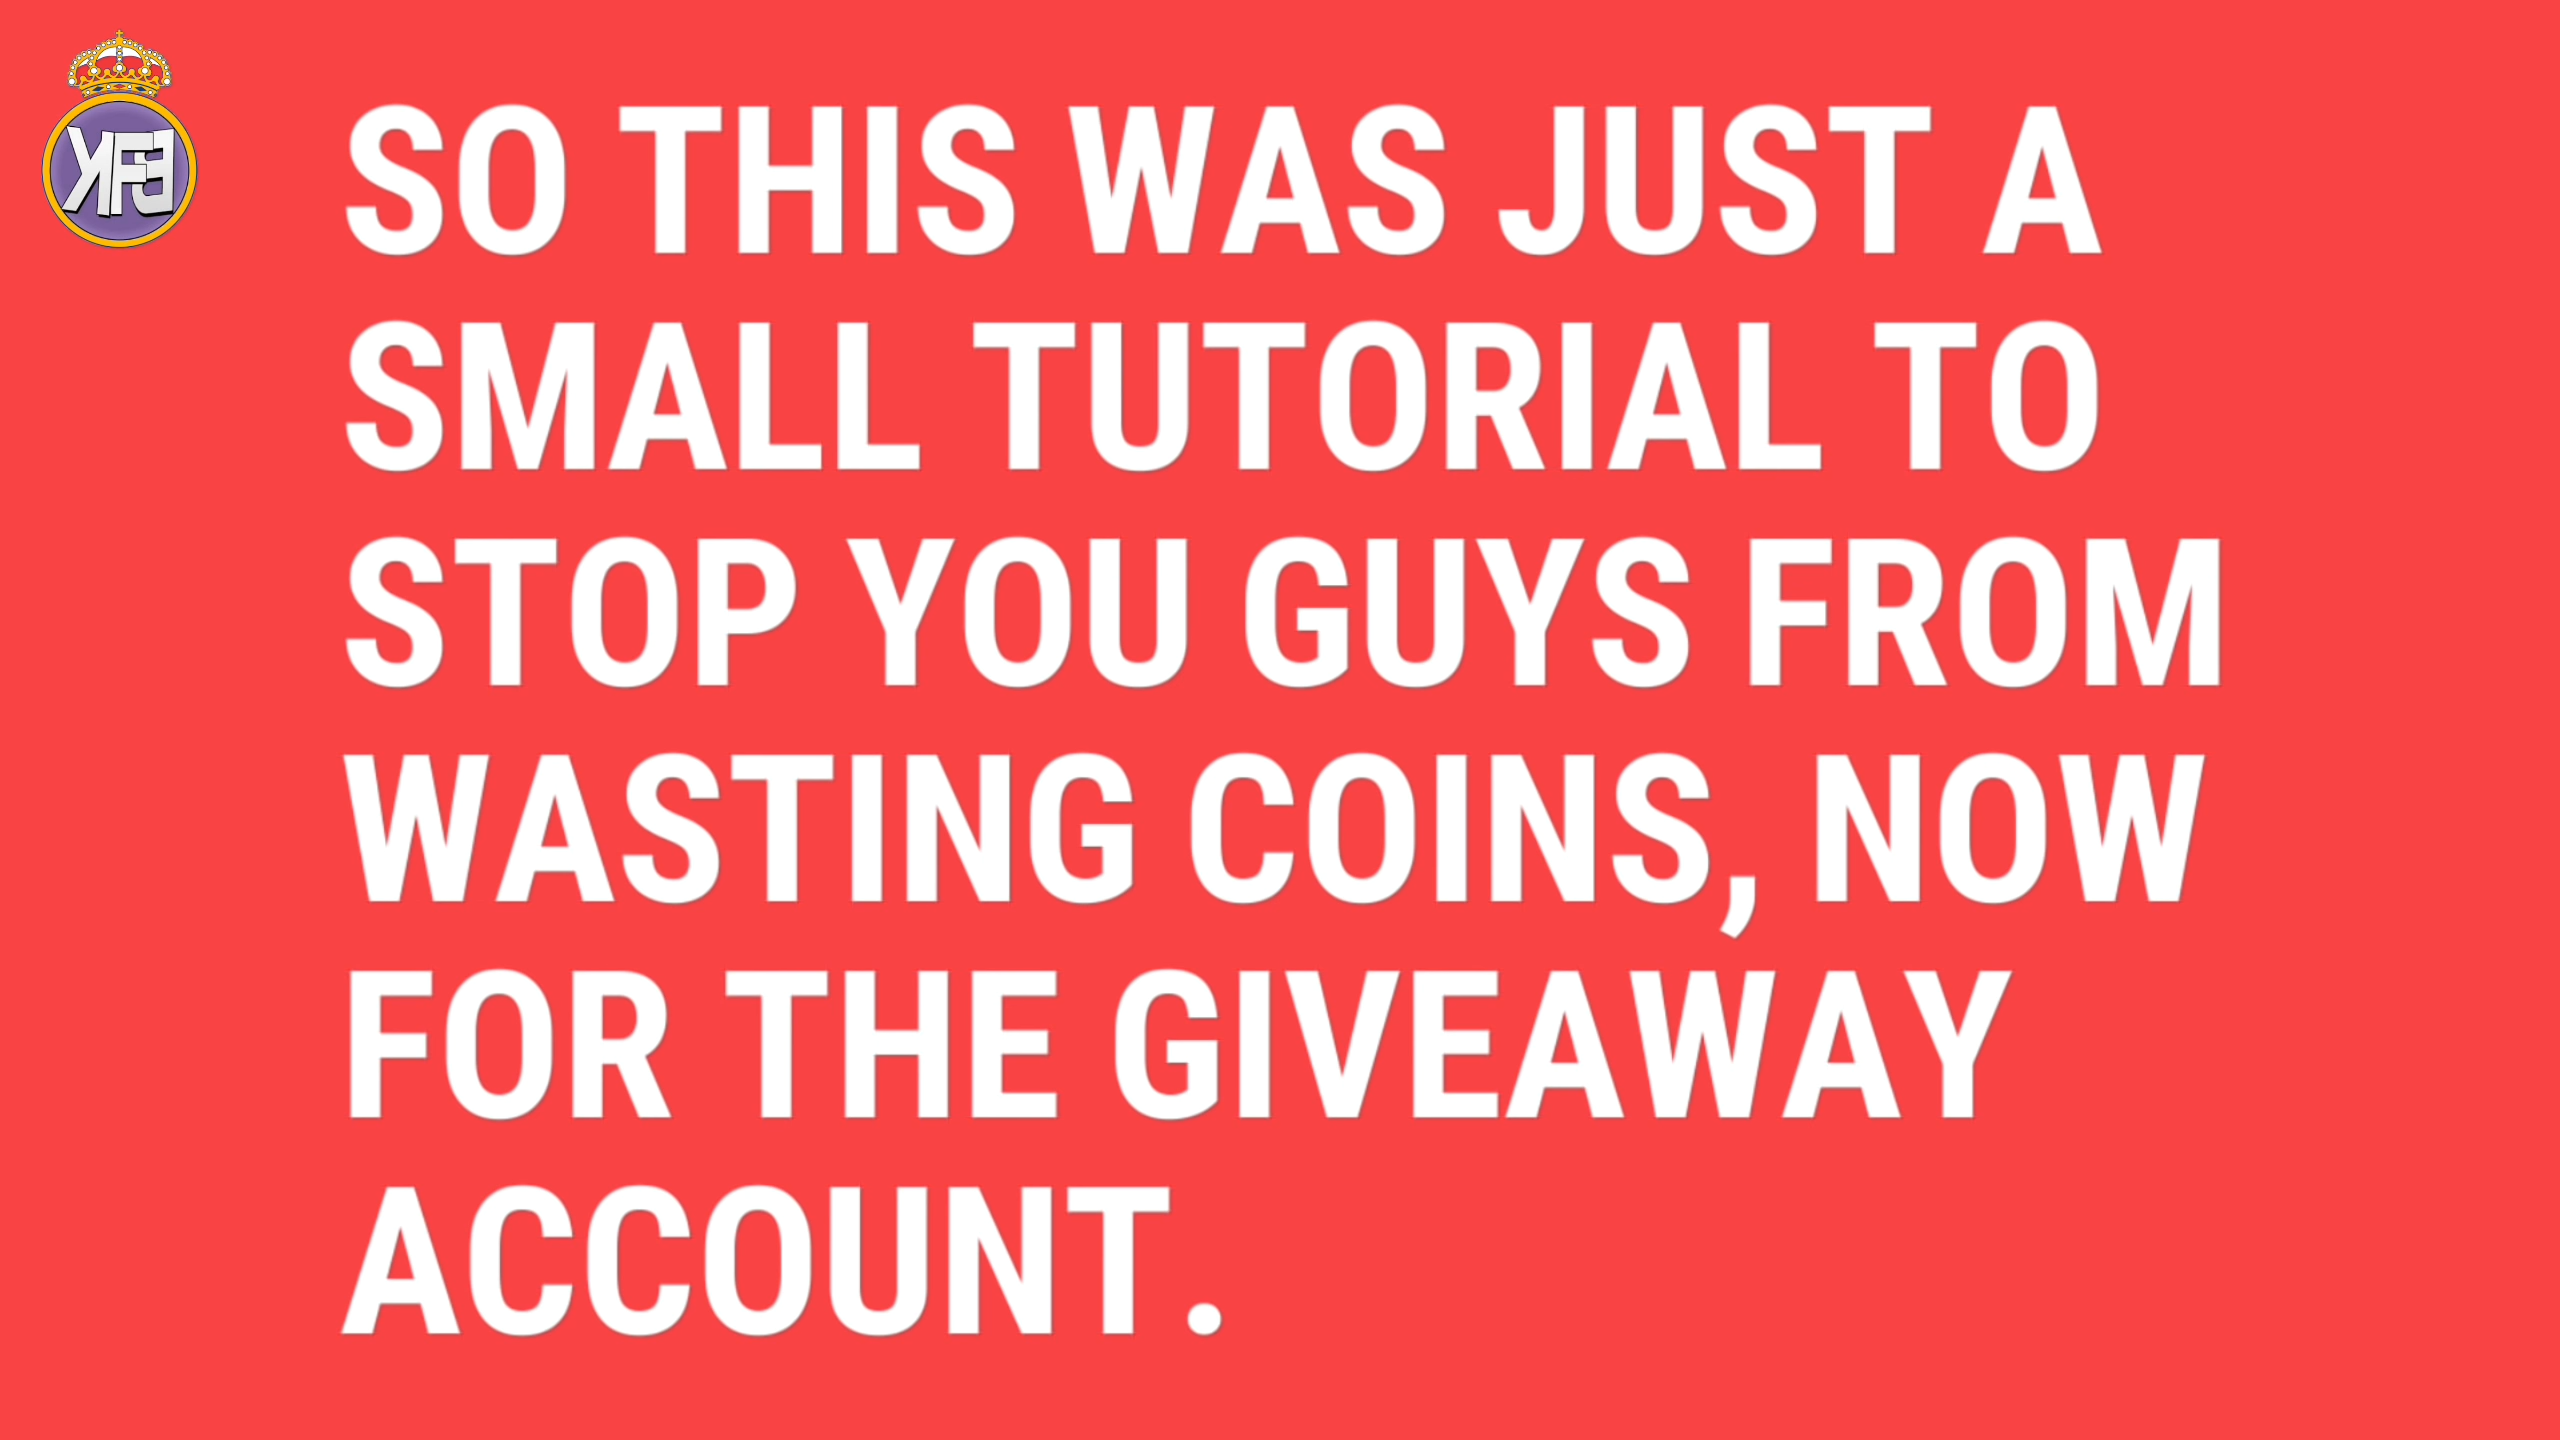 SO THIS WAS JUST A
SMALL TUTORIAL TO
STOP YOU GUYS FROM
WASTING COINS, NOW
FOR THE GIVEAWAY
ACCOUNT.